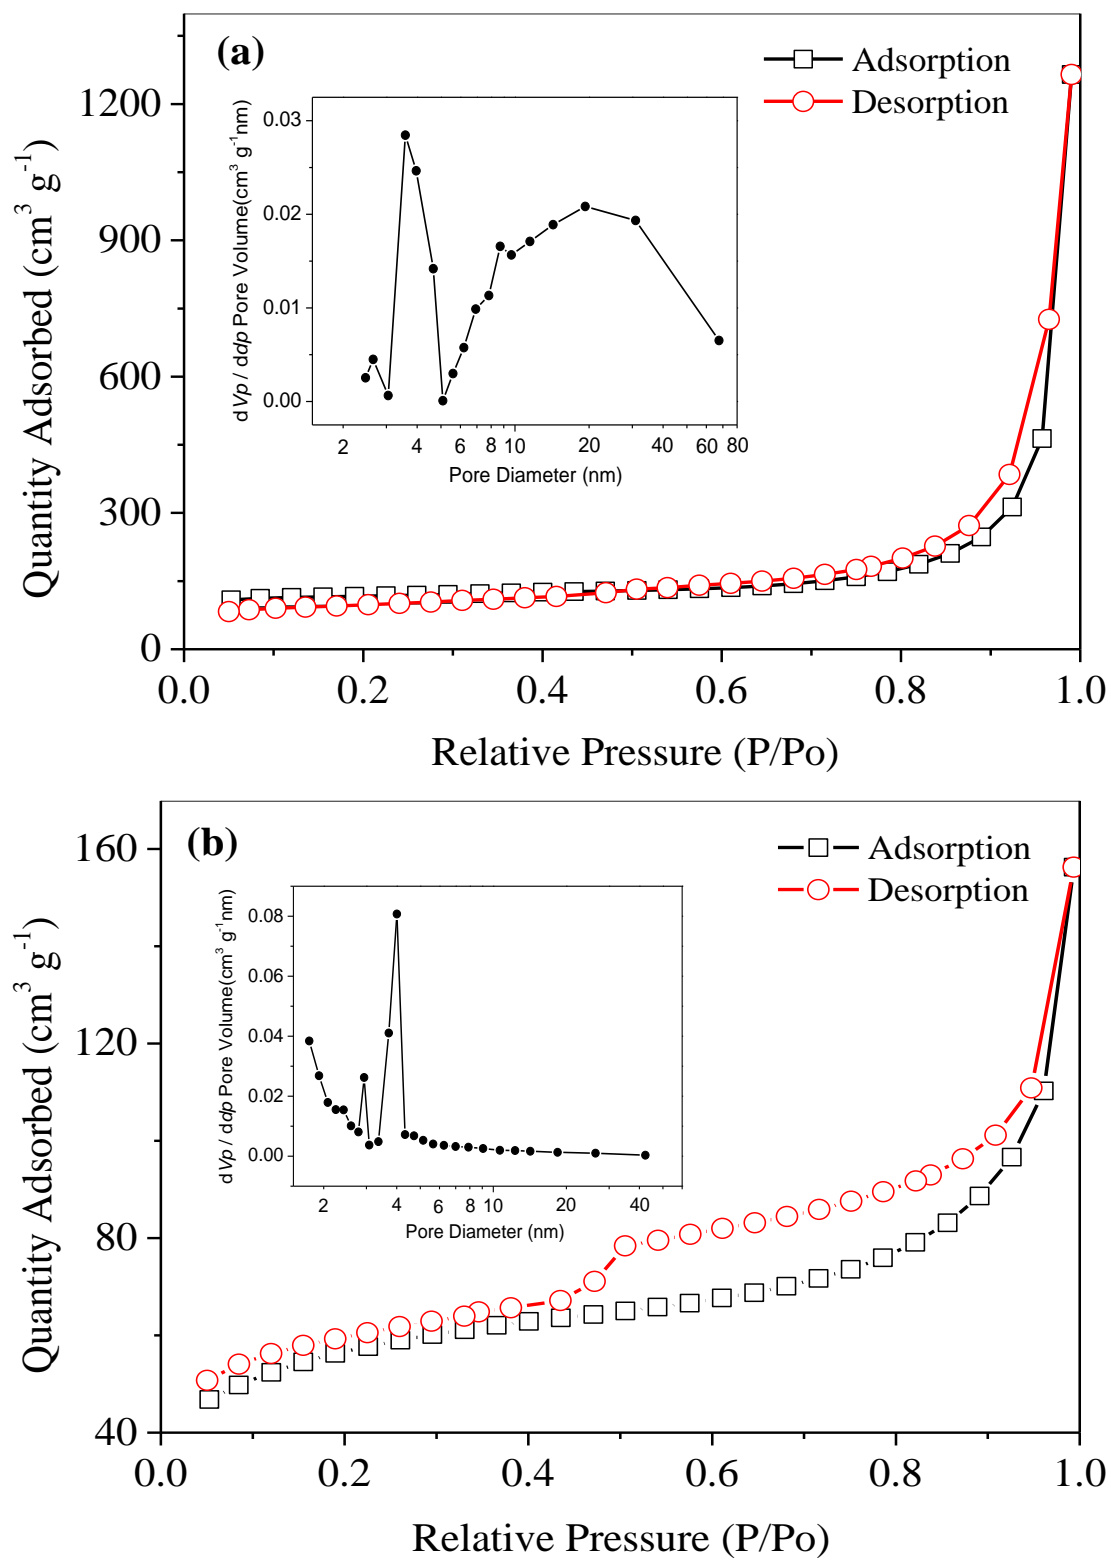 (a)
Adsorption
Desorption
Quantity Adsorbed (cm³ g⁻¹)
1200
900
600
300
0
0.0 0.2 0.4 0.6 0.8 1.0
Relative Pressure (P/Po)
dVp / ddp Pore Volume(cm³ g⁻¹nm)
0.03
0.02
0.01
0.00
2 4 6 8 10 20 40 60 80
Pore Diameter (nm)
(b)
Adsorption
Desorption
Quantity Adsorbed (cm³ g⁻¹)
160
120
80
40
0.0 0.2 0.4 0.6 0.8 1.0
Relative Pressure (P/Po)
dVp / ddp Pore Volume(cm³ g⁻¹nm)
0.08
0.06
0.04
0.02
0.00
2 4 6 8 10 20 40
Pore Diameter (nm)